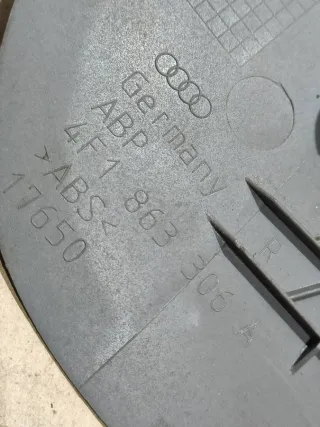 Germany
ABP
4F1 863 306 A
>ABS<
17650
R